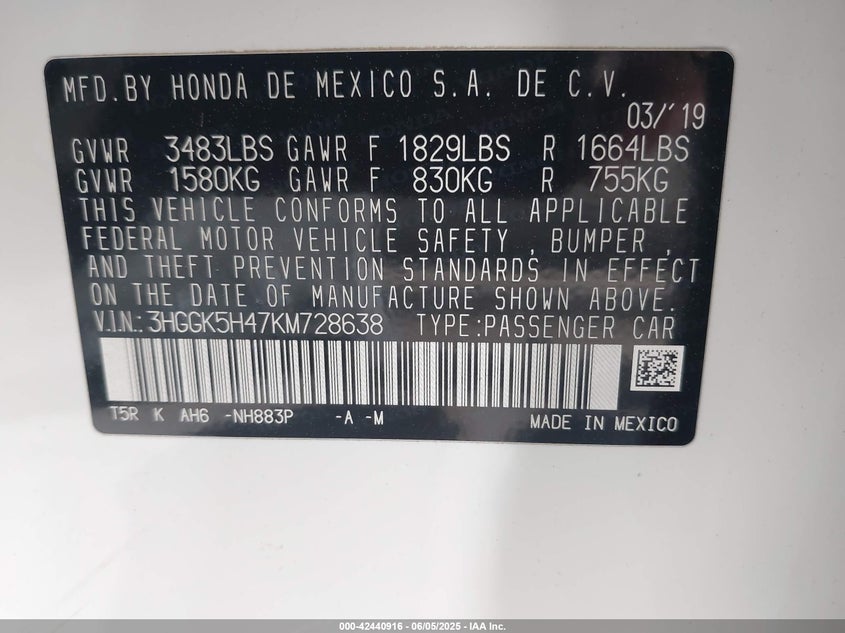 MFD.BY HONDA DE MEXICO S.A. DE C.V.
03/'19
GVWR 3483LBS GAWR F 1829LBS R 1664LBS
GVWR 1580KG GAWR F 830KG R 755KG
THIS VEHICLE CONFORMS TO ALL APPLICABLE
FEDERAL MOTOR VEHICLE SAFETY , BUMPER ,
AND THEFT PREVENTION STANDARDS IN EFFECT
ON THE DATE OF MANUFACTURE SHOWN ABOVE.
V.I.N.:3HGGK5H47KM728638 TYPE:PASSENGER CAR
T5R K AH6 -NH883P -A -M MADE IN MEXICO
000-42440916 - 06/05/2025 - IAA Inc.